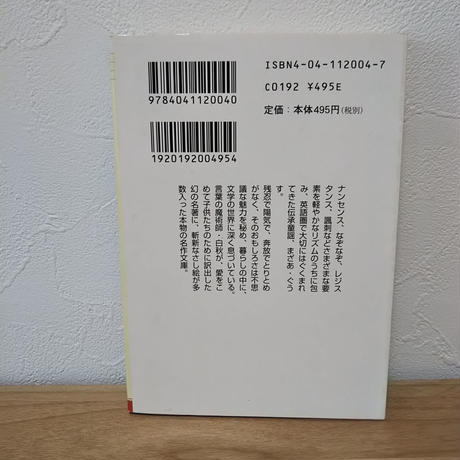 ISBN4-04-112004-7
C0192 ¥495E
定価:本体495円(税別)
9784041120040
1920192004954
ナンセンス、なぞなぞ、レジス
タンス、諷刺などさまざまな要
素を軽やかなリズムのうちに包
み、英語圏で大切にはぐくまれ
てきた伝承童謡、まざあ・ぐう
す。
残忍で陽気で、奔放でとりとめ
がなく、そのおもしろさは不思
議な魅力を秘め、暮らしの中に、
文学の世界に深く息づいている。
言葉の魔術師・白秋が、愛をこ
めて子供たちのために訳出した
幻の名著に、斬新なさし絵が多
数入った本物の名作文庫。